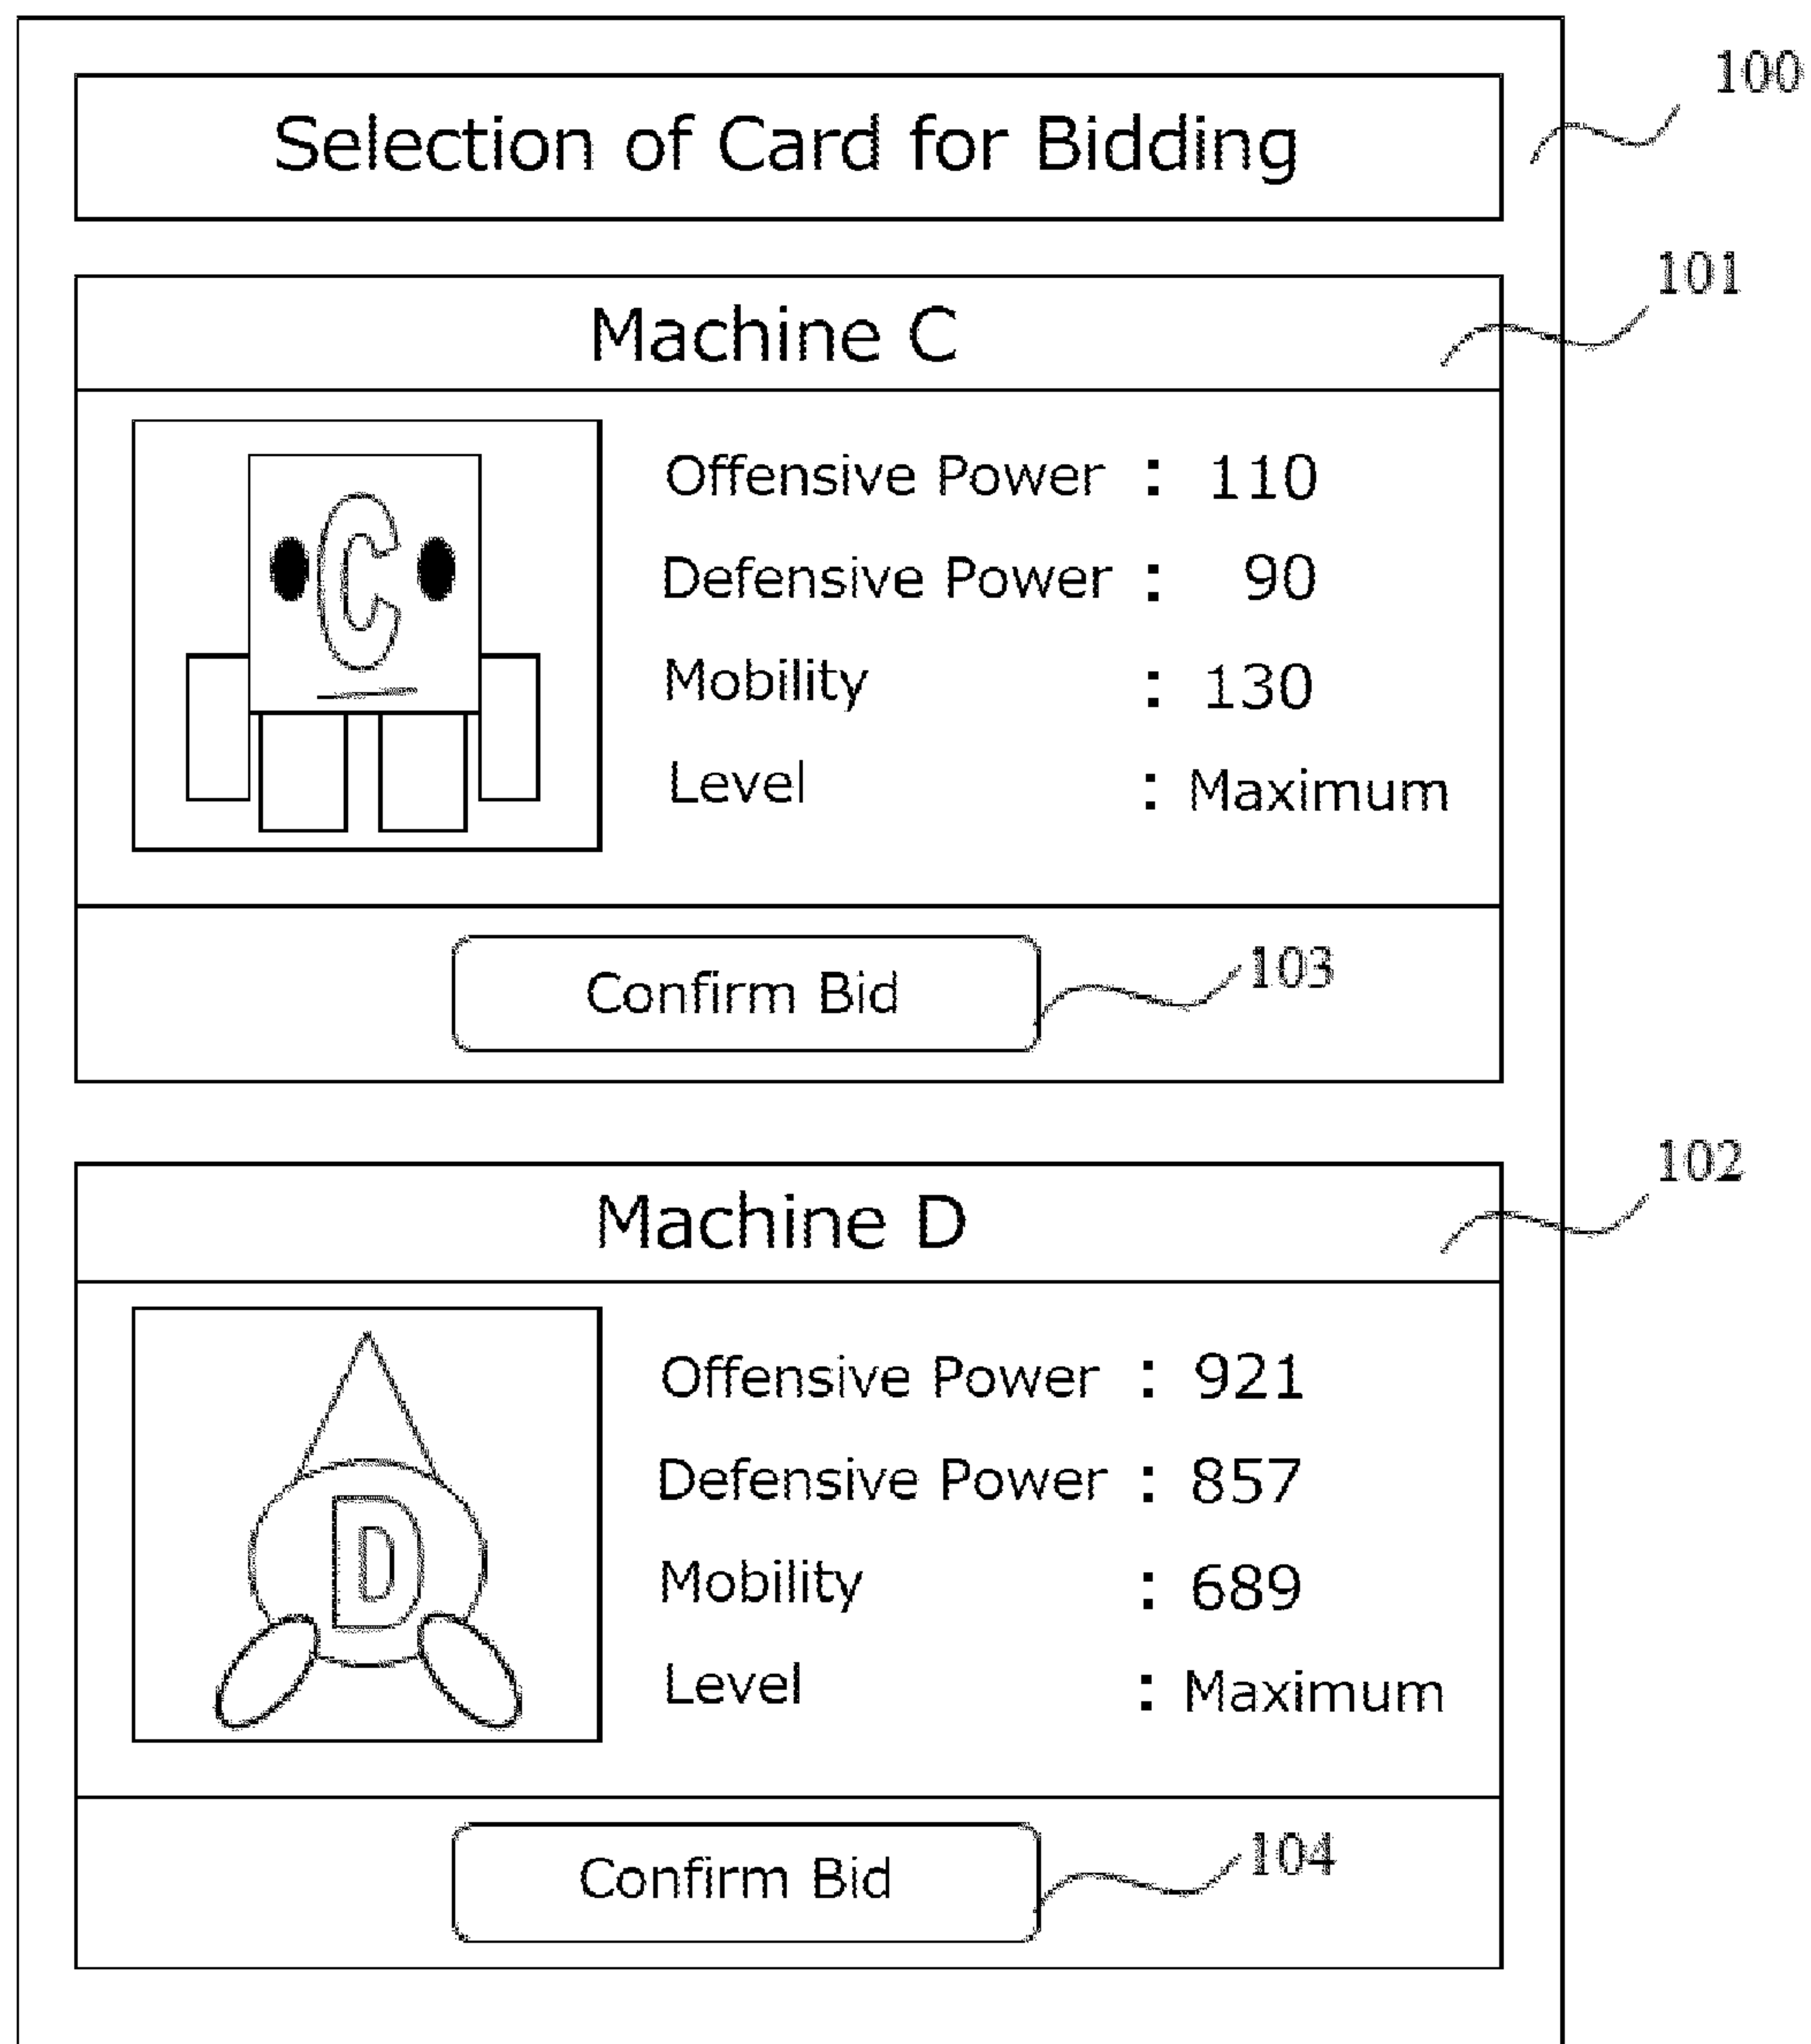 100
Selection of Card for Bidding
101
Machine C
C
Offensive Power : 110
Defensive Power : 90
Mobility : 130
Level : Maximum
Confirm Bid
103
102
Machine D
D
Offensive Power : 921
Defensive Power : 857
Mobility : 689
Level : Maximum
Confirm Bid
104